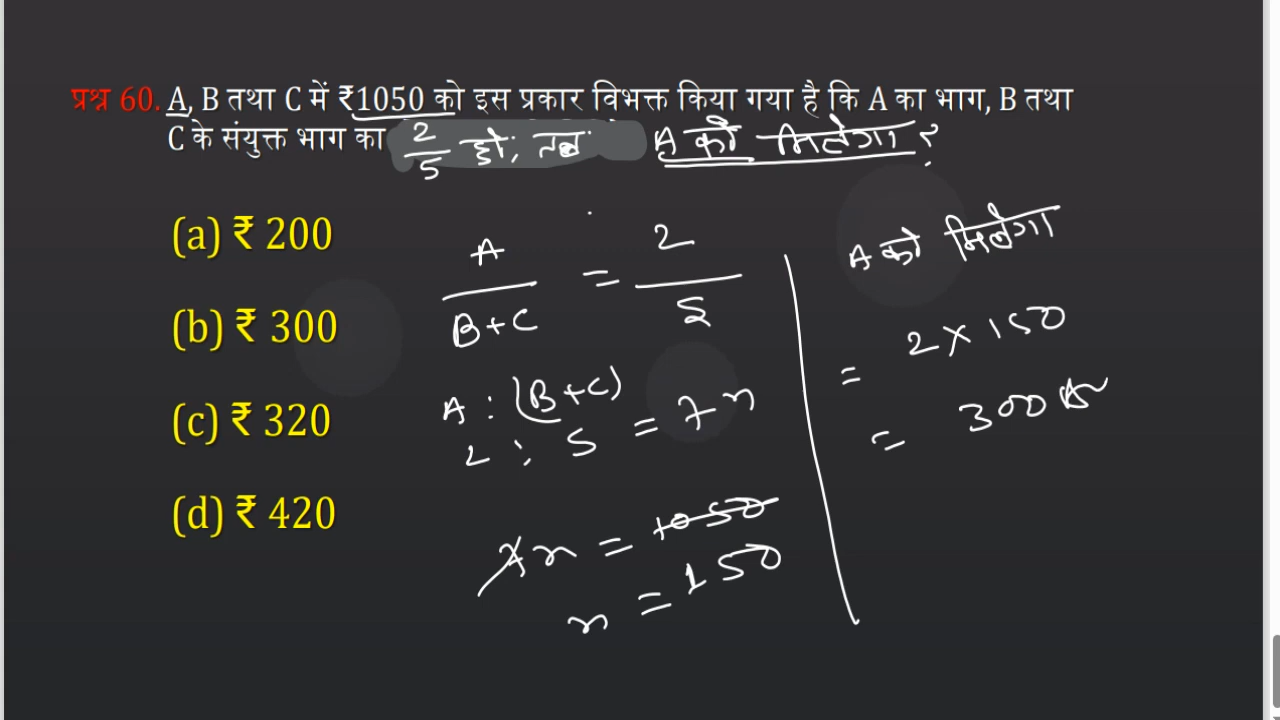 प्रश्न 60. A, B तथा C में ₹1050 को इस प्रकार विभक्त किया गया है कि A का भाग, B तथा
C के संयुक्त भाग का 2/5 हो; तब A को मिलेगा ?
(a) ₹ 200
(b) ₹ 300
(c) ₹ 320
(d) ₹ 420
A/B+C = 2/5
A : (B+C)
2 : 5 = 7x
7x = 1050
x = 150
A को मिलेगा
= 2 × 150
= 300